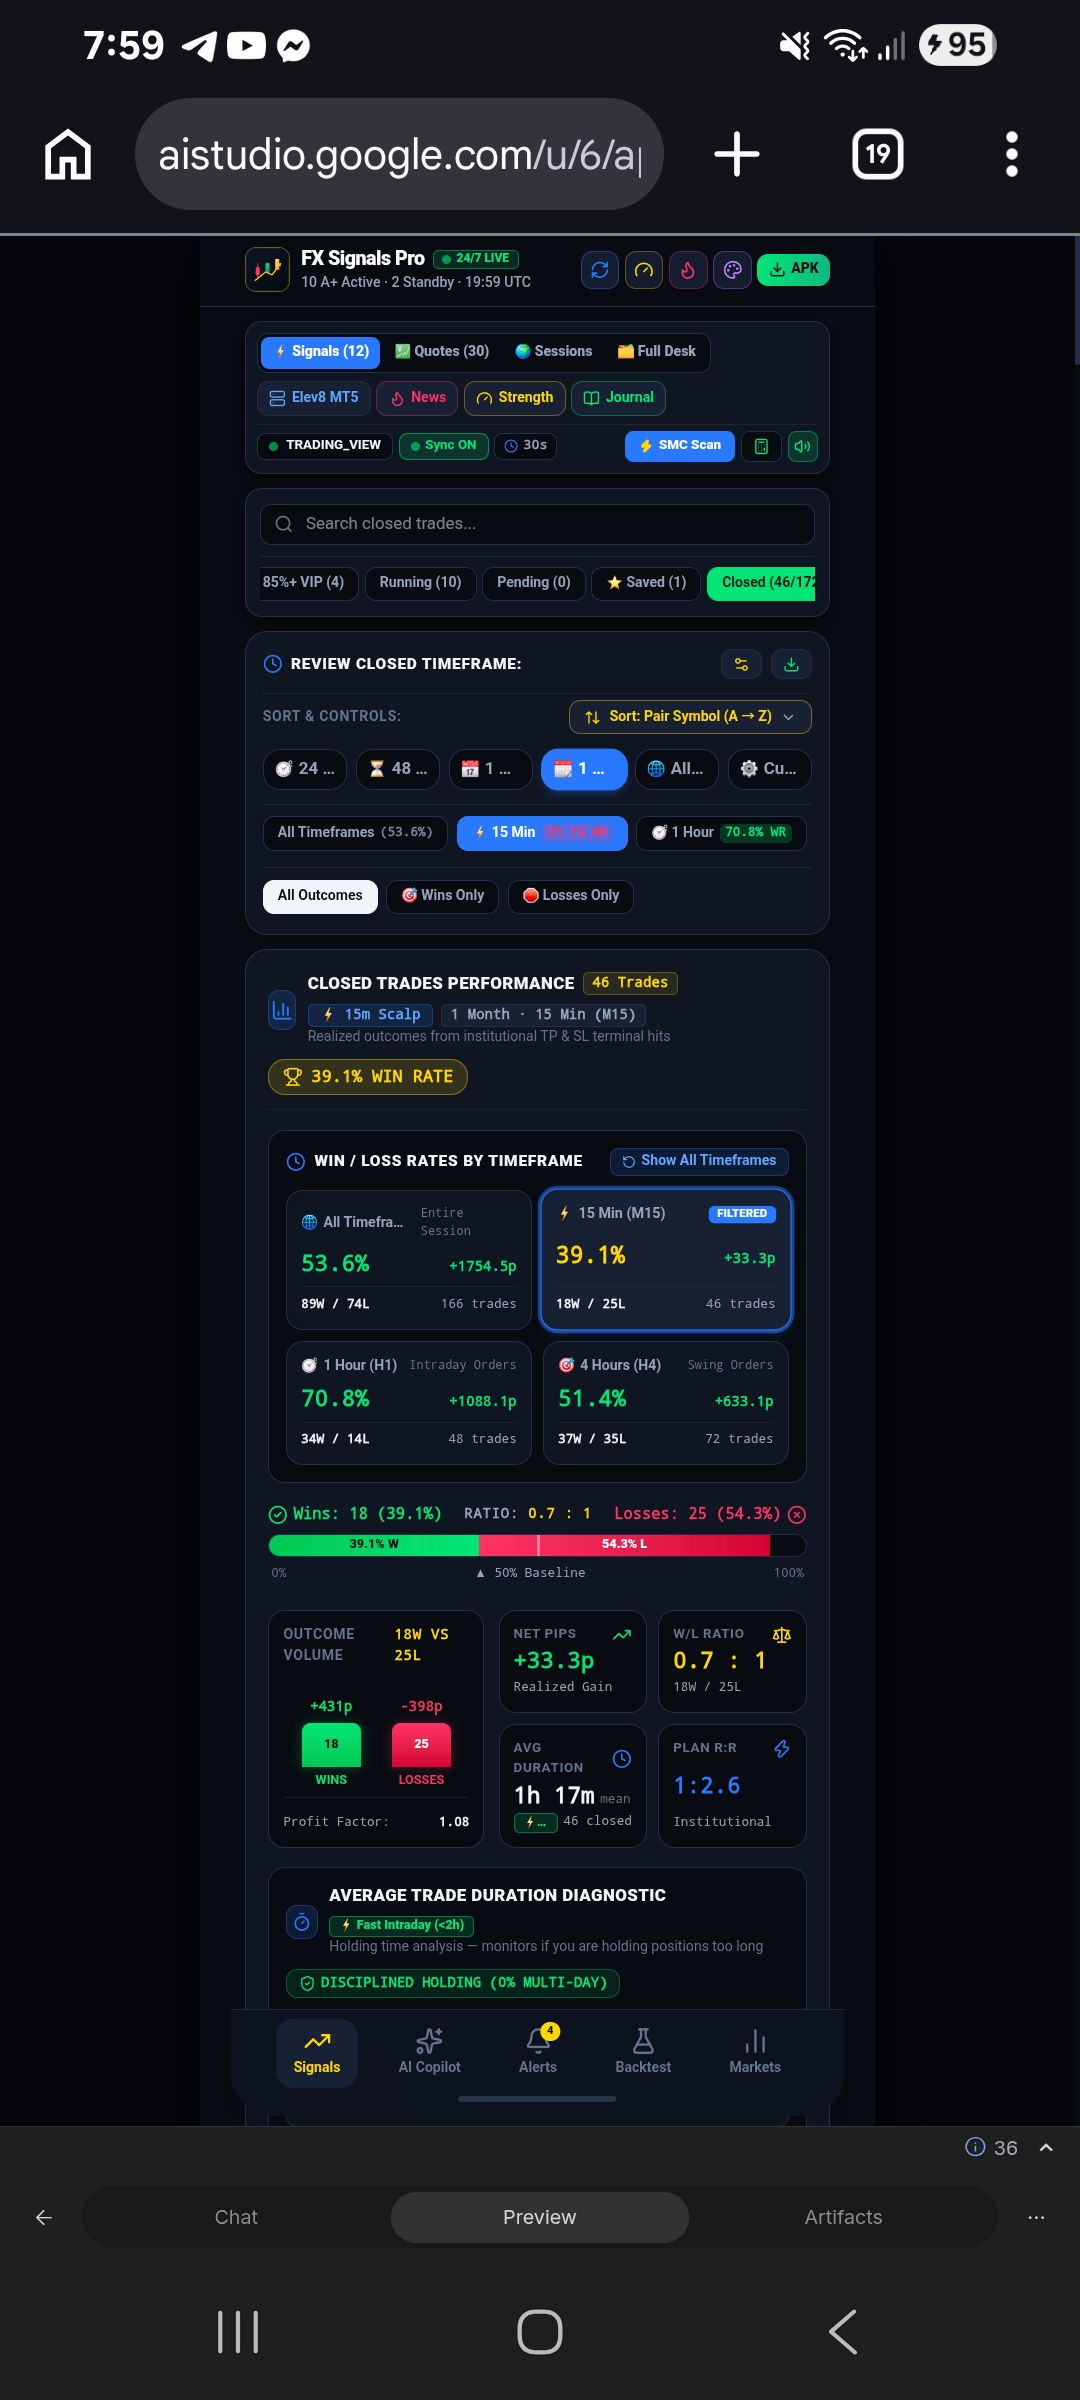 7:59
95
aistudio.google.com/u/6/a
19
FX Signals Pro 24/7 LIVE
10 A+ Active · 2 Standby · 19:59 UTC
APK
Signals (12) Quotes (30) Sessions Full Desk
Elev8 MT5 News Strength Journal
TRADING_VIEW Sync ON 30s SMC Scan
Search closed trades...
85%+ VIP (4) Running (10) Pending (0) Saved (1) Closed (46/172
REVIEW CLOSED TIMEFRAME:
SORT & CONTROLS: Sort: Pair Symbol (A → Z)
24 ... 48 ... 1 ... 1 ... All... Cu...
All Timeframes (53.6%) 15 Min 39.1% WR 1 Hour 70.8% WR
All Outcomes Wins Only Losses Only
CLOSED TRADES PERFORMANCE 46 Trades
15m Scalp 1 Month · 15 Min (M15)
Realized outcomes from institutional TP & SL terminal hits
39.1% WIN RATE
WIN / LOSS RATES BY TIMEFRAME Show All Timeframes
All Timefra... Entire Session
53.6% +1754.5p
89W / 74L 166 trades
15 Min (M15) FILTERED
39.1% +33.3p
18W / 25L 46 trades
1 Hour (H1) Intraday Orders
70.8% +1088.1p
34W / 14L 48 trades
4 Hours (H4) Swing Orders
51.4% +633.1p
37W / 35L 72 trades
Wins: 18 (39.1%) RATIO: 0.7 : 1 Losses: 25 (54.3%)
39.1% W 54.3% L
0% ▲ 50% Baseline 100%
OUTCOME VOLUME 18W VS 25L
+431p -398p
18 25
WINS LOSSES
Profit Factor: 1.08
NET PIPS
+33.3p
Realized Gain
W/L RATIO
0.7 : 1
18W / 25L
AVG DURATION
1h 17m mean
... 46 closed
PLAN R:R
1:2.6
Institutional
AVERAGE TRADE DURATION DIAGNOSTIC
Fast Intraday (<2h)
Holding time analysis — monitors if you are holding positions too long
DISCIPLINED HOLDING (0% MULTI-DAY)
4
Signals AI Copilot Alerts Backtest Markets
36
Chat Preview Artifacts